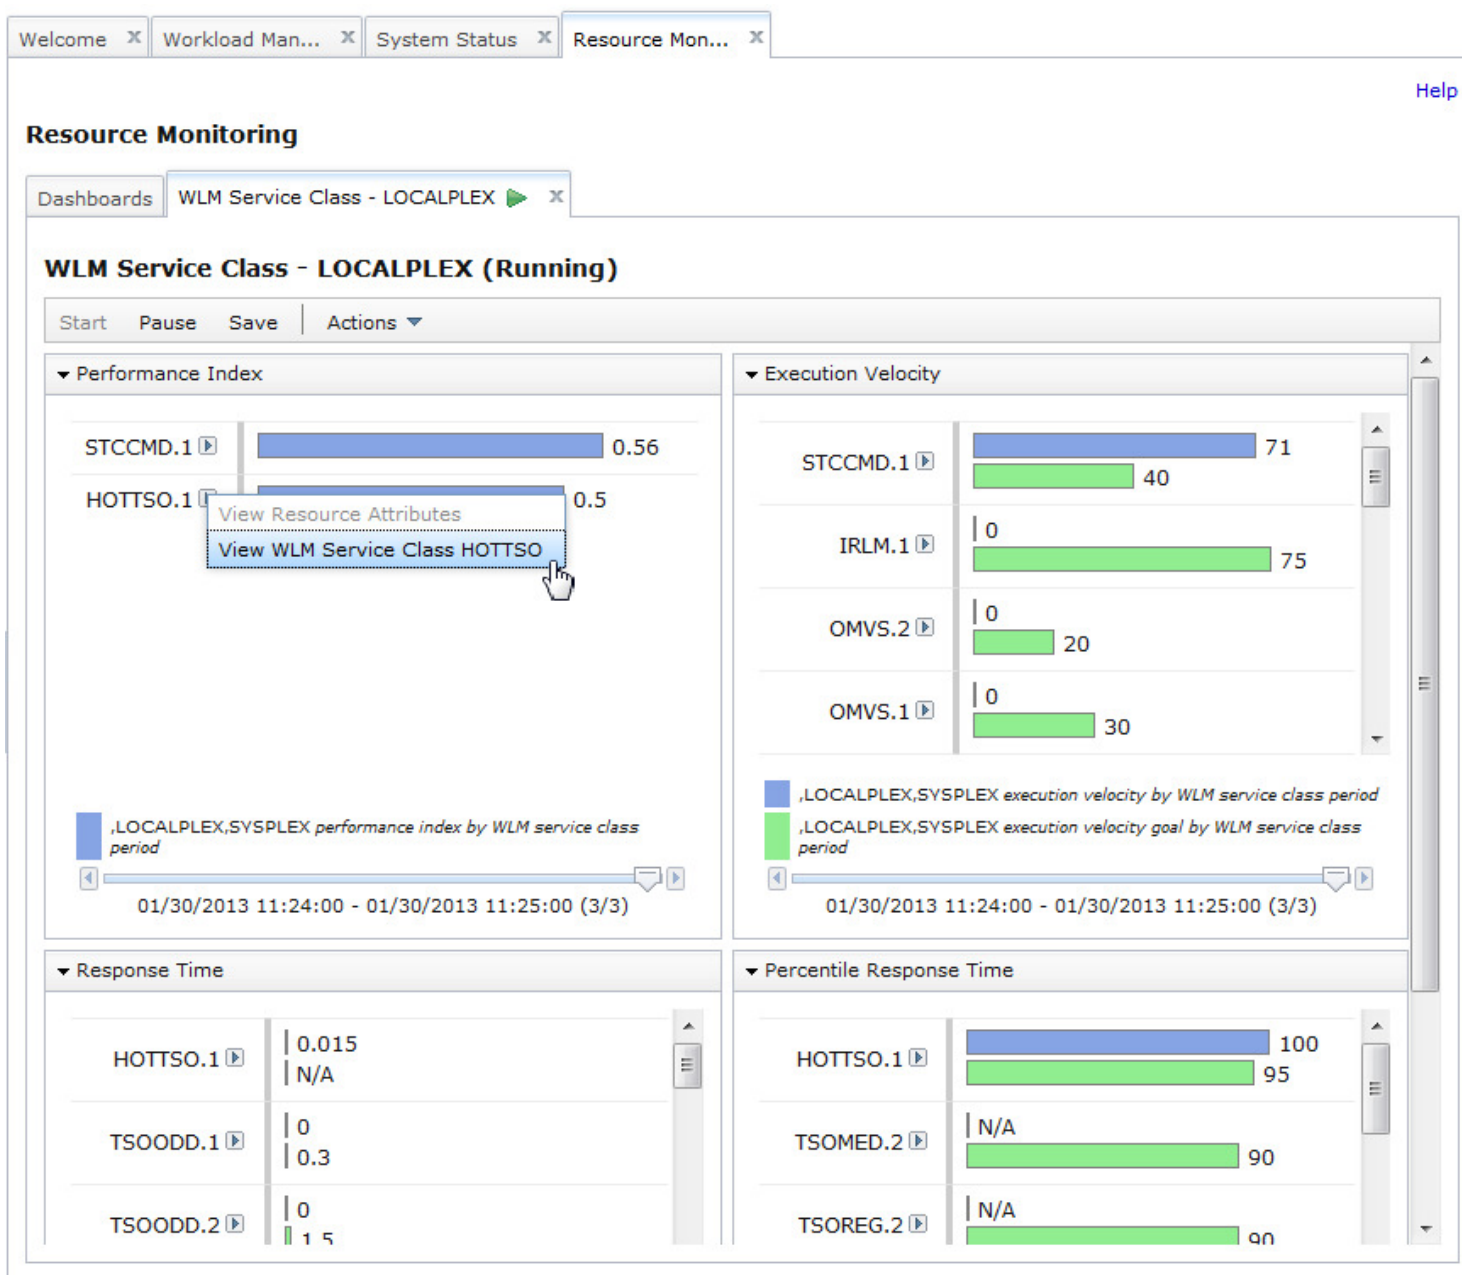 Welcome x Workload Man... x System Status x Resource Mon... x
Help
Resource Monitoring
Dashboards WLM Service Class - LOCALPLEX x
WLM Service Class - LOCALPLEX (Running)
Start Pause Save Actions
Performance Index
STCCMD.1 0.56
HOTTSO.1 0.5
View Resource Attributes
View WLM Service Class HOTTSO
,LOCALPLEX,SYSPLEX performance index by WLM service class
period
01/30/2013 11:24:00 - 01/30/2013 11:25:00 (3/3)
Execution Velocity
STCCMD.1 71
40
IRLM.1 0
75
OMVS.2 0
20
OMVS.1 0
30
,LOCALPLEX,SYSPLEX execution velocity by WLM service class period
,LOCALPLEX,SYSPLEX execution velocity goal by WLM service class
period
01/30/2013 11:24:00 - 01/30/2013 11:25:00 (3/3)
Response Time
HOTTSO.1 0.015
N/A
TSOODD.1 0
0.3
TSOODD.2 0
1.5
Percentile Response Time
HOTTSO.1 100
95
TSOMED.2 N/A
90
TSOREG.2 N/A
90